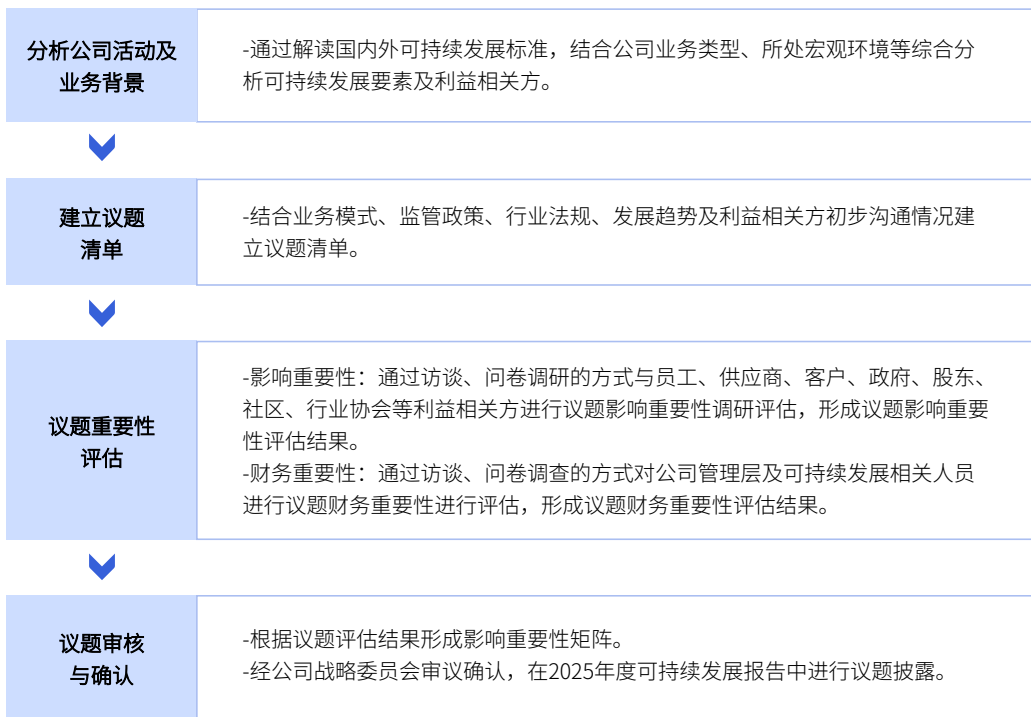 分析公司活动及
业务背景
-通过解读国内外可持续发展标准，结合公司业务类型、所处宏观环境等综合分
析可持续发展要素及利益相关方。
建立议题
清单
-结合业务模式、监管政策、行业法规、发展趋势及利益相关方初步沟通情况建
立议题清单。
议题重要性
评估
-影响重要性：通过访谈、问卷调研的方式与员工、供应商、客户、政府、股东、
社区、行业协会等利益相关方进行议题影响重要性调研评估，形成议题影响重要
性评估结果。
-财务重要性：通过访谈、问卷调查的方式对公司管理层及可持续发展相关人员
进行议题财务重要性进行评估，形成议题财务重要性评估结果。
议题审核
与确认
-根据议题评估结果形成影响重要性矩阵。
-经公司战略委员会审议确认，在2025年度可持续发展报告中进行议题披露。